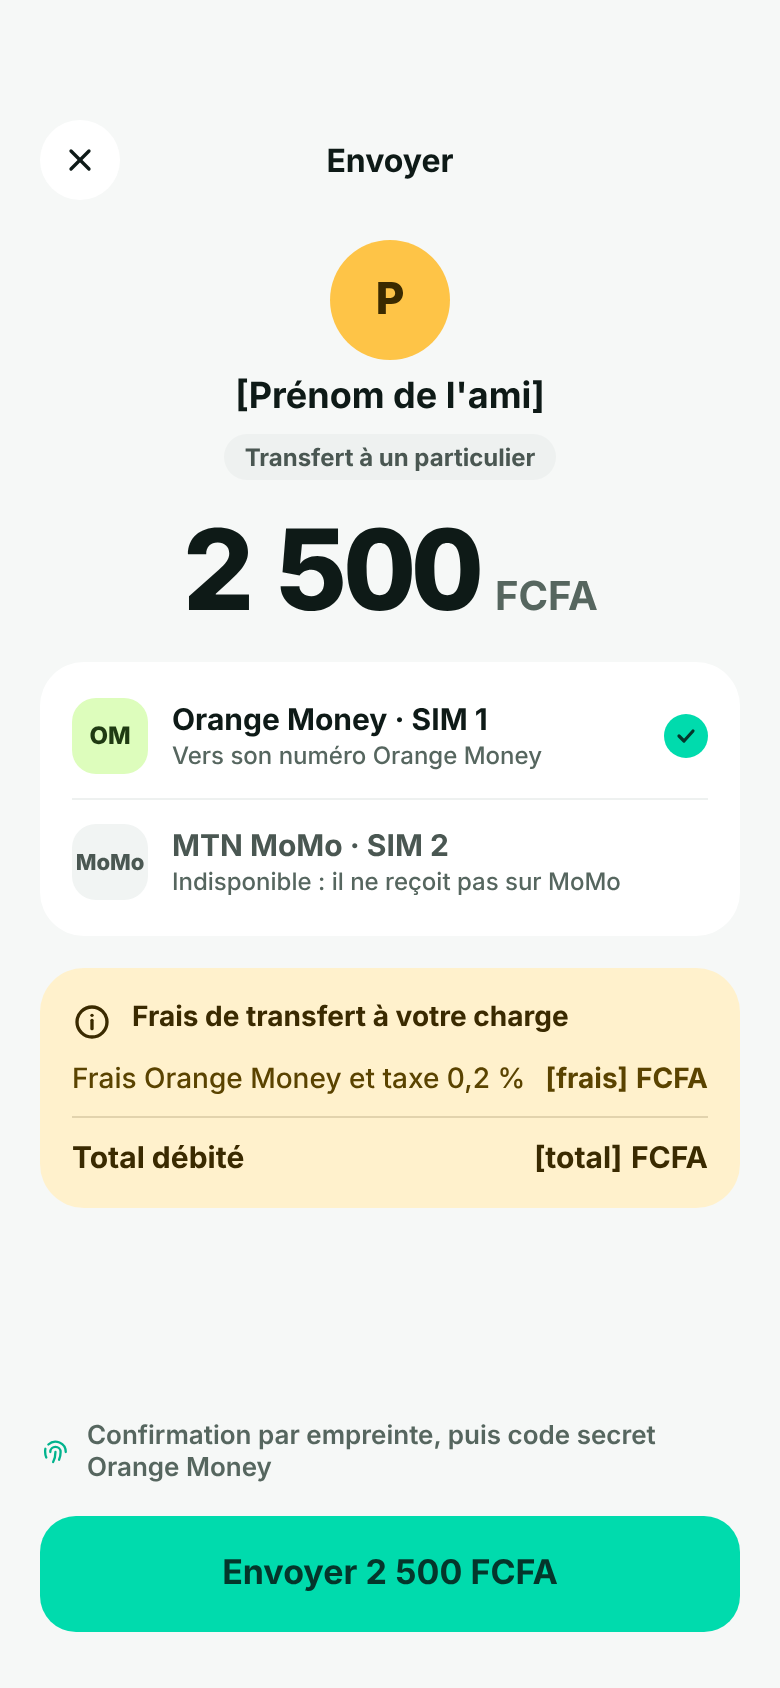 Envoyer
P
[Prénom de l'ami]
Transfert à un particulier
2 500 FCFA
OM
Orange Money · SIM 1
Vers son numéro Orange Money
MoMo
MTN MoMo · SIM 2
Indisponible : il ne reçoit pas sur MoMo
Frais de transfert à votre charge
Frais Orange Money et taxe 0,2 % [frais] FCFA
Total débité [total] FCFA
Confirmation par empreinte, puis code secret
Orange Money
Envoyer 2 500 FCFA